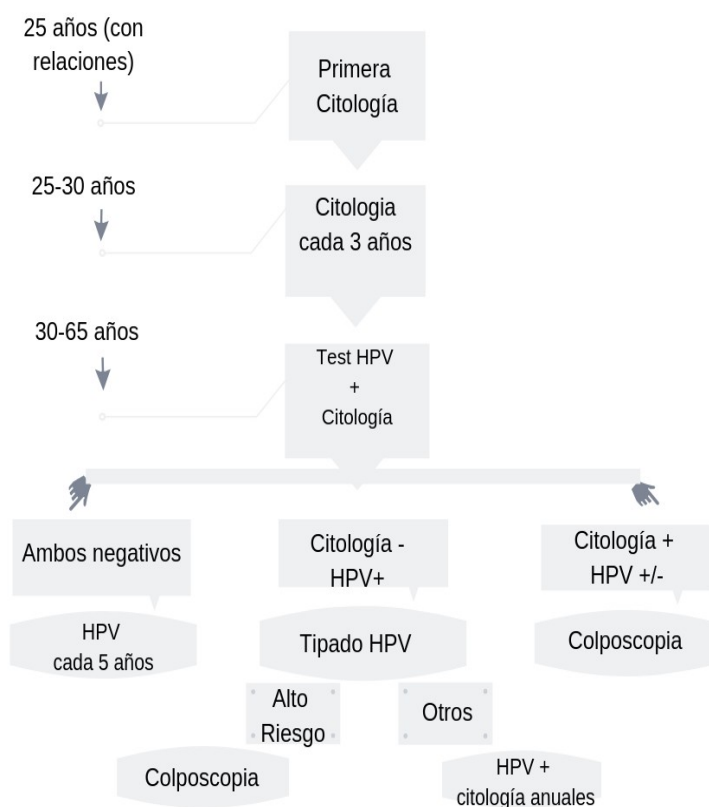 25 años (con
relaciones)
Primera
Citología
25-30 años
Citologia
cada 3 años
30-65 años
Test HPV
+
Citología
Ambos negativos
HPV
cada 5 años
Citología -
HPV+
Tipado HPV
Alto
Riesgo
Colposcopia
Otros
HPV +
citología anuales
Citología +
HPV +/-
Colposcopia